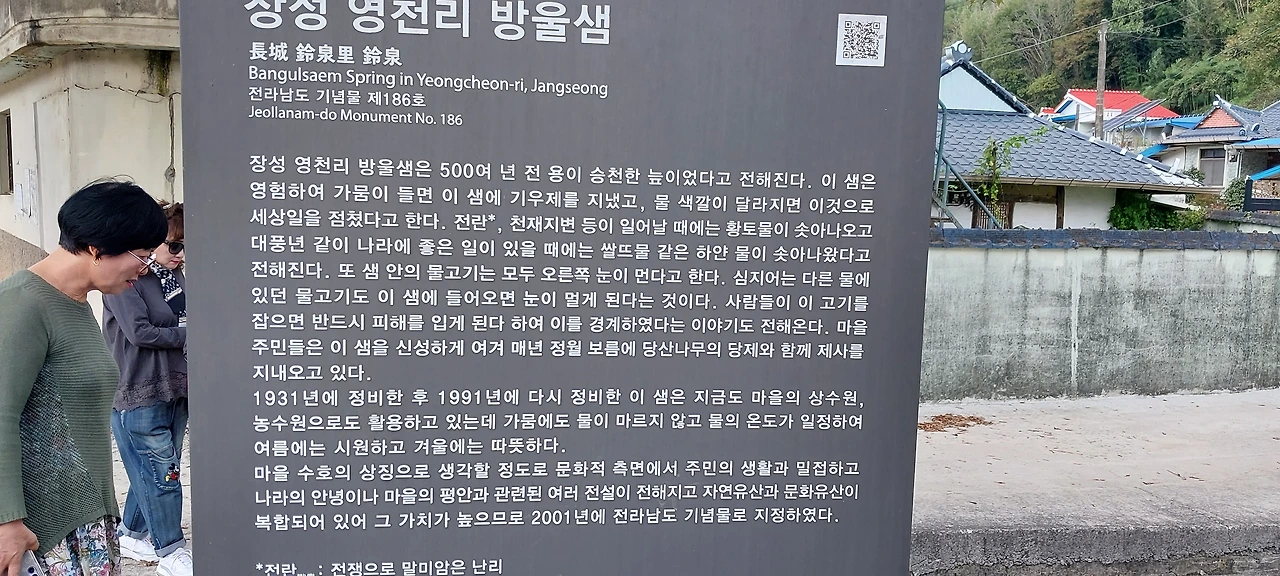 장성 영천리 방울샘
長城 鈴泉里 鈴泉
Bangulsaem Spring in Yeongcheon-ri, Jangseong
전라남도 기념물 제186호
Jeollanam-do Monument No. 186
장성 영천리 방울샘은 500여 년 전 용이 승천한 늪이었다고 전해진다. 이 샘은
영험하여 가뭄이 들면 이 샘에 기우제를 지냈고, 물 색깔이 달라지면 이것으로
세상일을 점쳤다고 한다. 전란*, 천재지변 등이 일어날 때에는 황토물이 솟아나오고
대풍년 같이 나라에 좋은 일이 있을 때에는 쌀뜨물 같은 하얀 물이 솟아나왔다고
전해진다. 또 샘 안의 물고기는 모두 오른쪽 눈이 먼다고 한다. 심지어는 다른 물에
있던 물고기도 이 샘에 들어오면 눈이 멀게 된다는 것이다. 사람들이 이 고기를
잡으면 반드시 피해를 입게 된다 하여 이를 경계하였다는 이야기도 전해온다. 마을
주민들은 이 샘을 신성하게 여겨 매년 정월 보름에 당산나무의 당제와 함께 제사를
지내오고 있다.
1931년에 정비한 후 1991년에 다시 정비한 이 샘은 지금도 마을의 상수원,
농수원으로도 활용하고 있는데 가뭄에도 물이 마르지 않고 물의 온도가 일정하여
여름에는 시원하고 겨울에는 따뜻하다.
마을 수호의 상징으로 생각할 정도로 문화적 측면에서 주민의 생활과 밀접하고
나라의 안녕이나 마을의 평안과 관련된 여러 전설이 전해지고 자연유산과 문화유산이
복합되어 있어 그 가치가 높으므로 2001년에 전라남도 기념물로 지정하였다.
*전란 : 전쟁으로 말미암은 난리